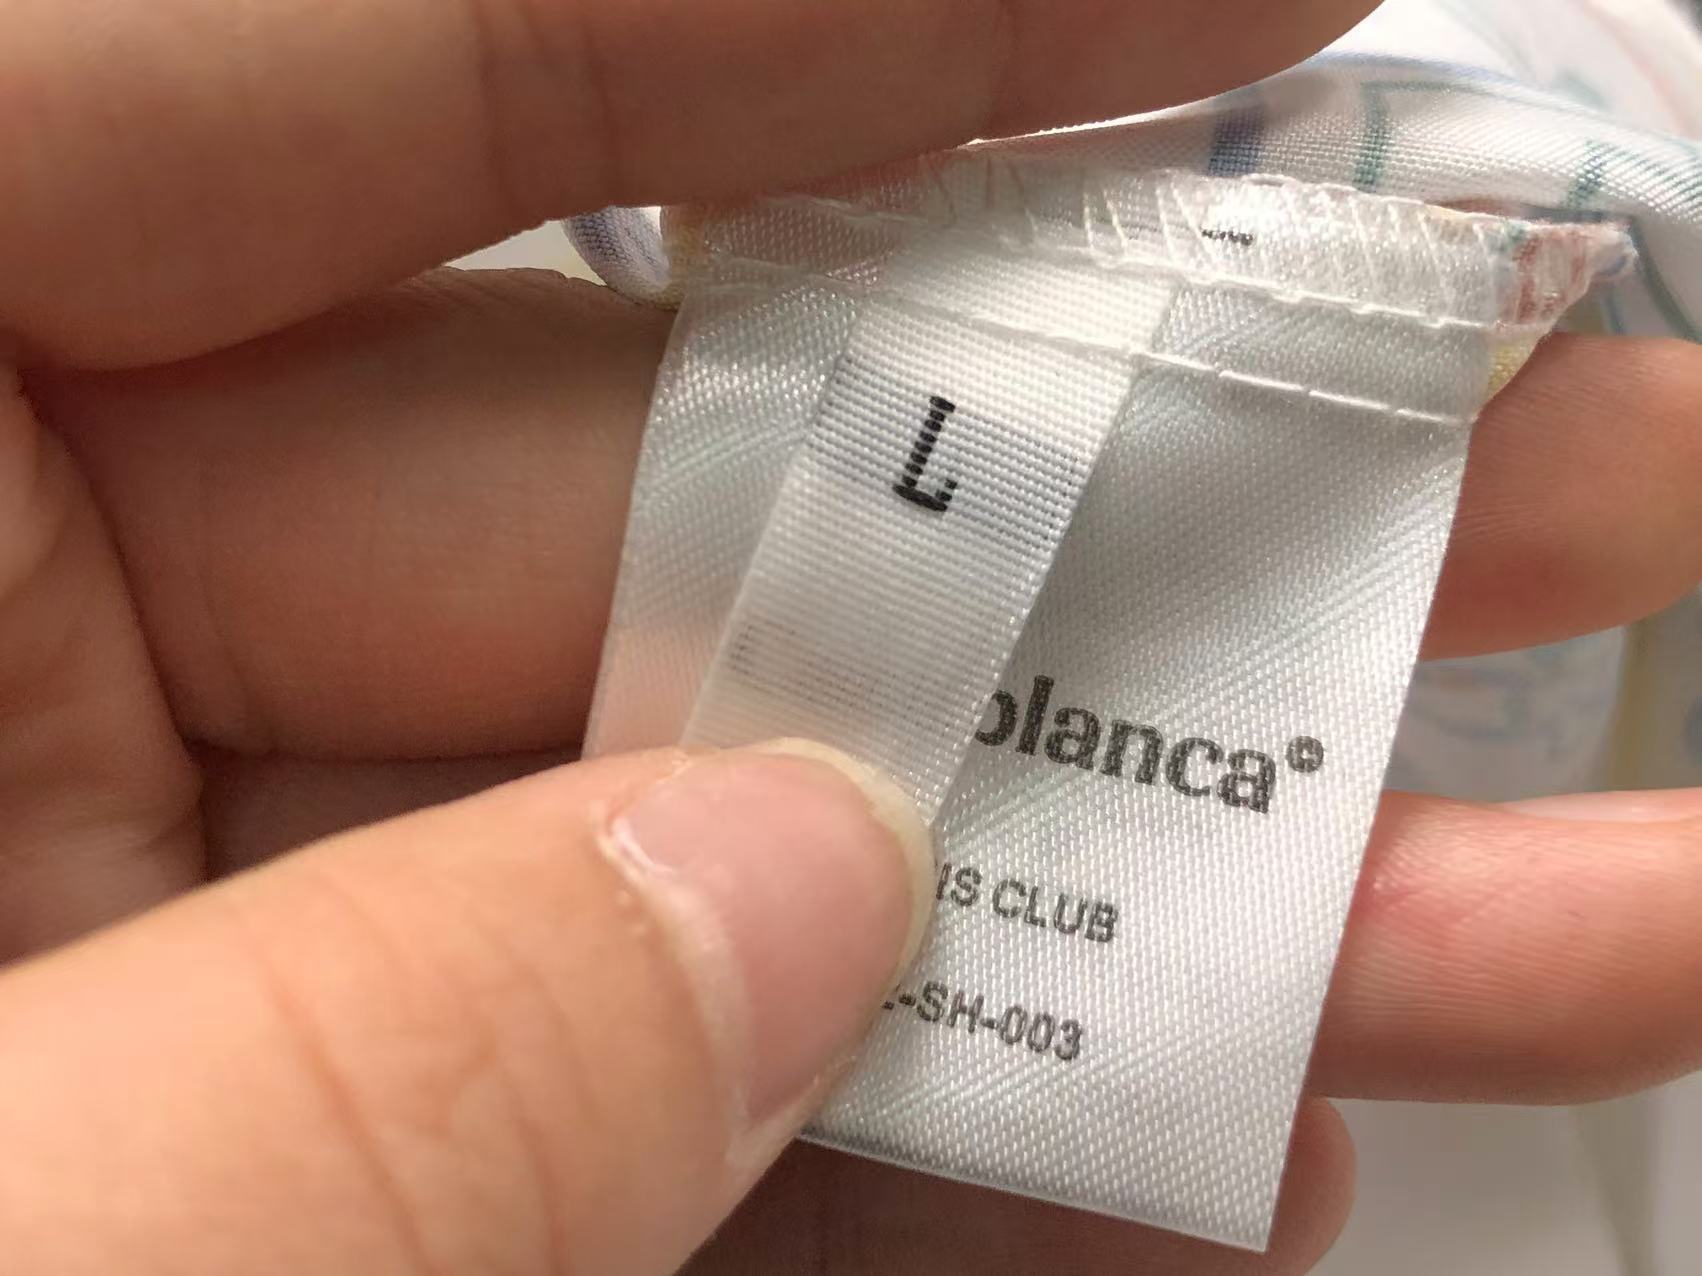 L
blanca©
IS CLUB
-SH-003